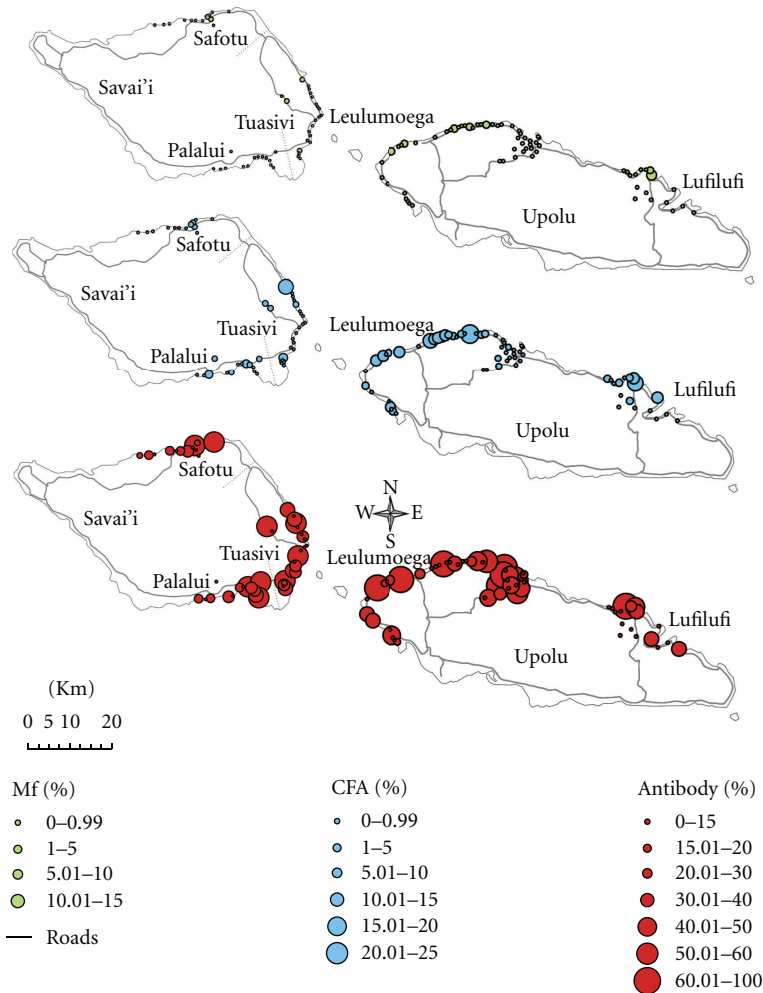 Safotu
Savai'i
Tuasivi
Leulumoega
Palalui
Lufilufi
Upolu
Safotu
Savai'i
Tuasivi
Leulumoega
Palalui
Lufilufi
Upolu
Safotu
N
W E
S
Savai'i
Tuasivi
Leulumoega
Palalui
Lufilufi
Upolu
(Km)
0 5 10 20
Mf (%)
0–0.99
1–5
5.01–10
10.01–15
Roads
CFA (%)
0–0.99
1–5
5.01–10
10.01–15
15.01–20
20.01–25
Antibody (%)
0–15
15.01–20
20.01–30
30.01–40
40.01–50
50.01–60
60.01–100